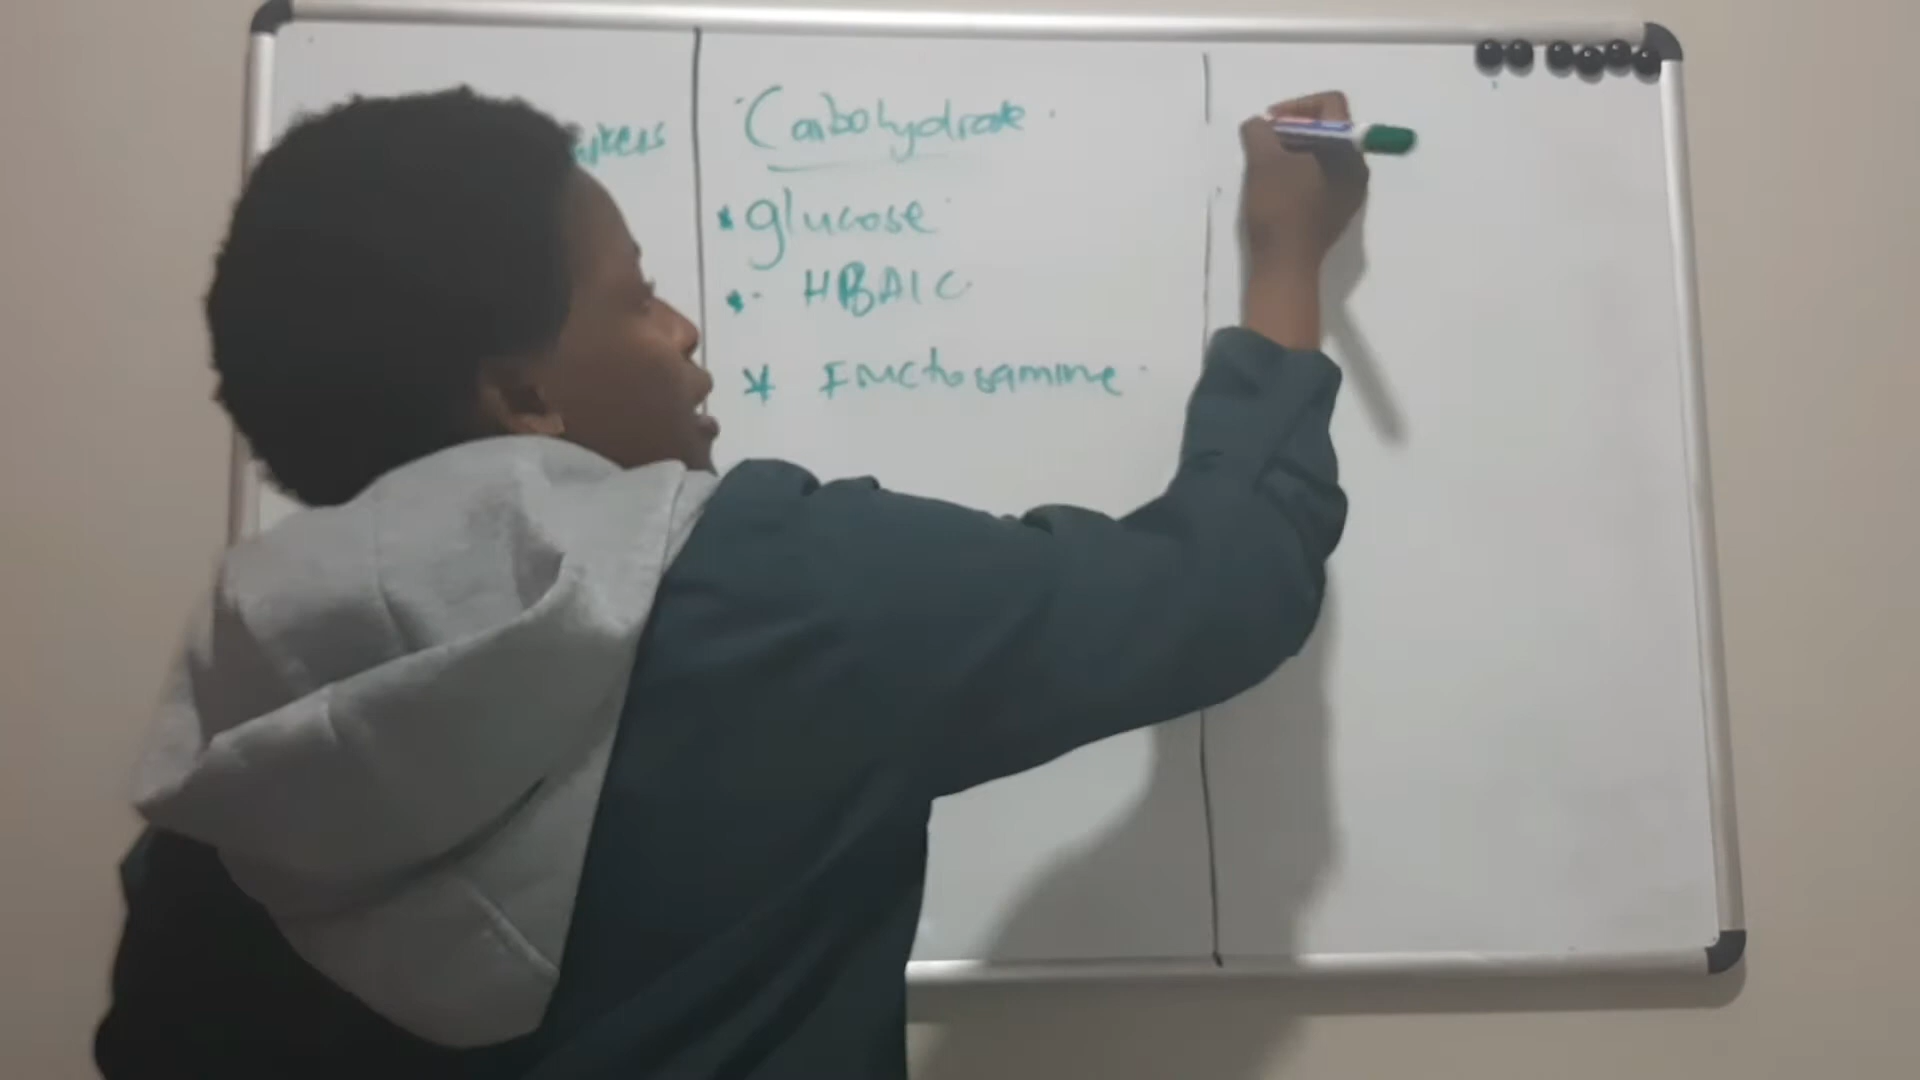 Carbohydrate
* glucose
* HBA1C
* Fructosamine